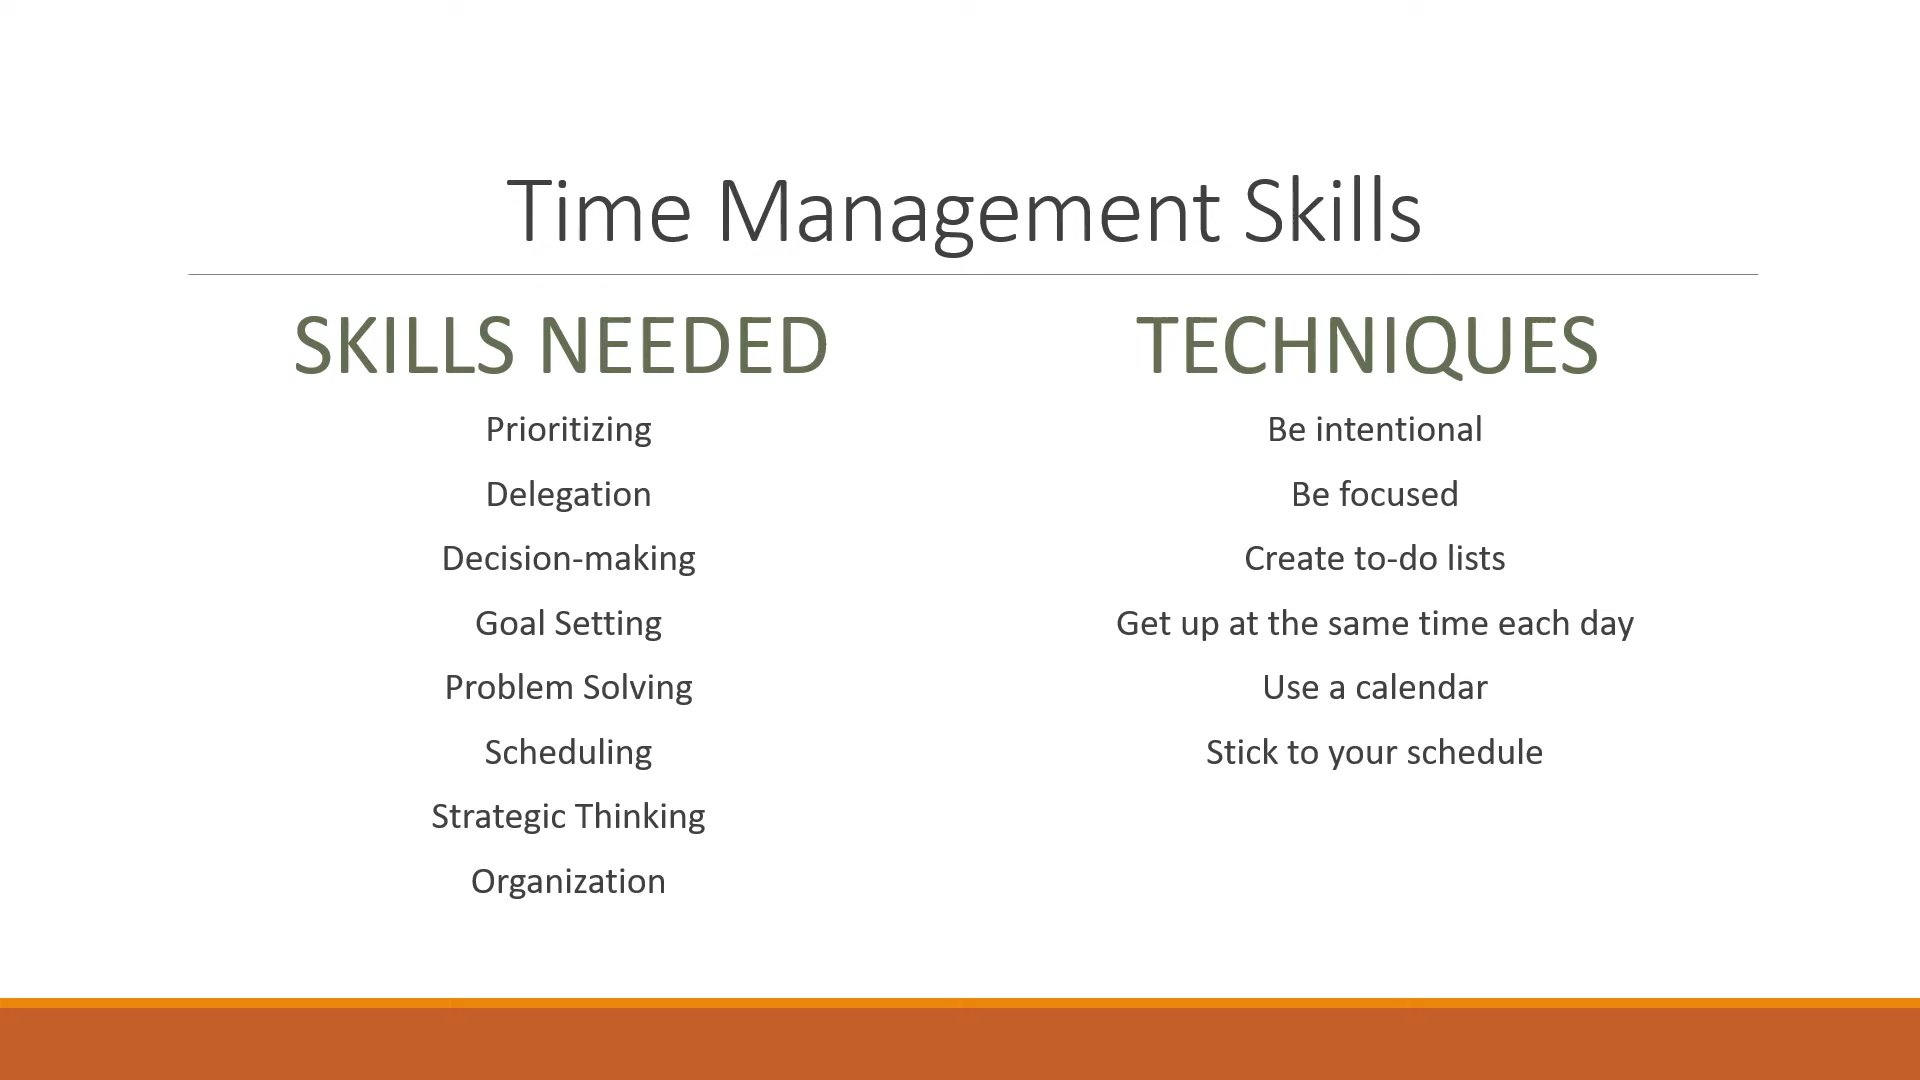 Time Management Skills
SKILLS NEEDED
Prioritizing
Delegation
Decision-making
Goal Setting
Problem Solving
Scheduling
Strategic Thinking
Organization
TECHNIQUES
Be intentional
Be focused
Create to-do lists
Get up at the same time each day
Use a calendar
Stick to your schedule